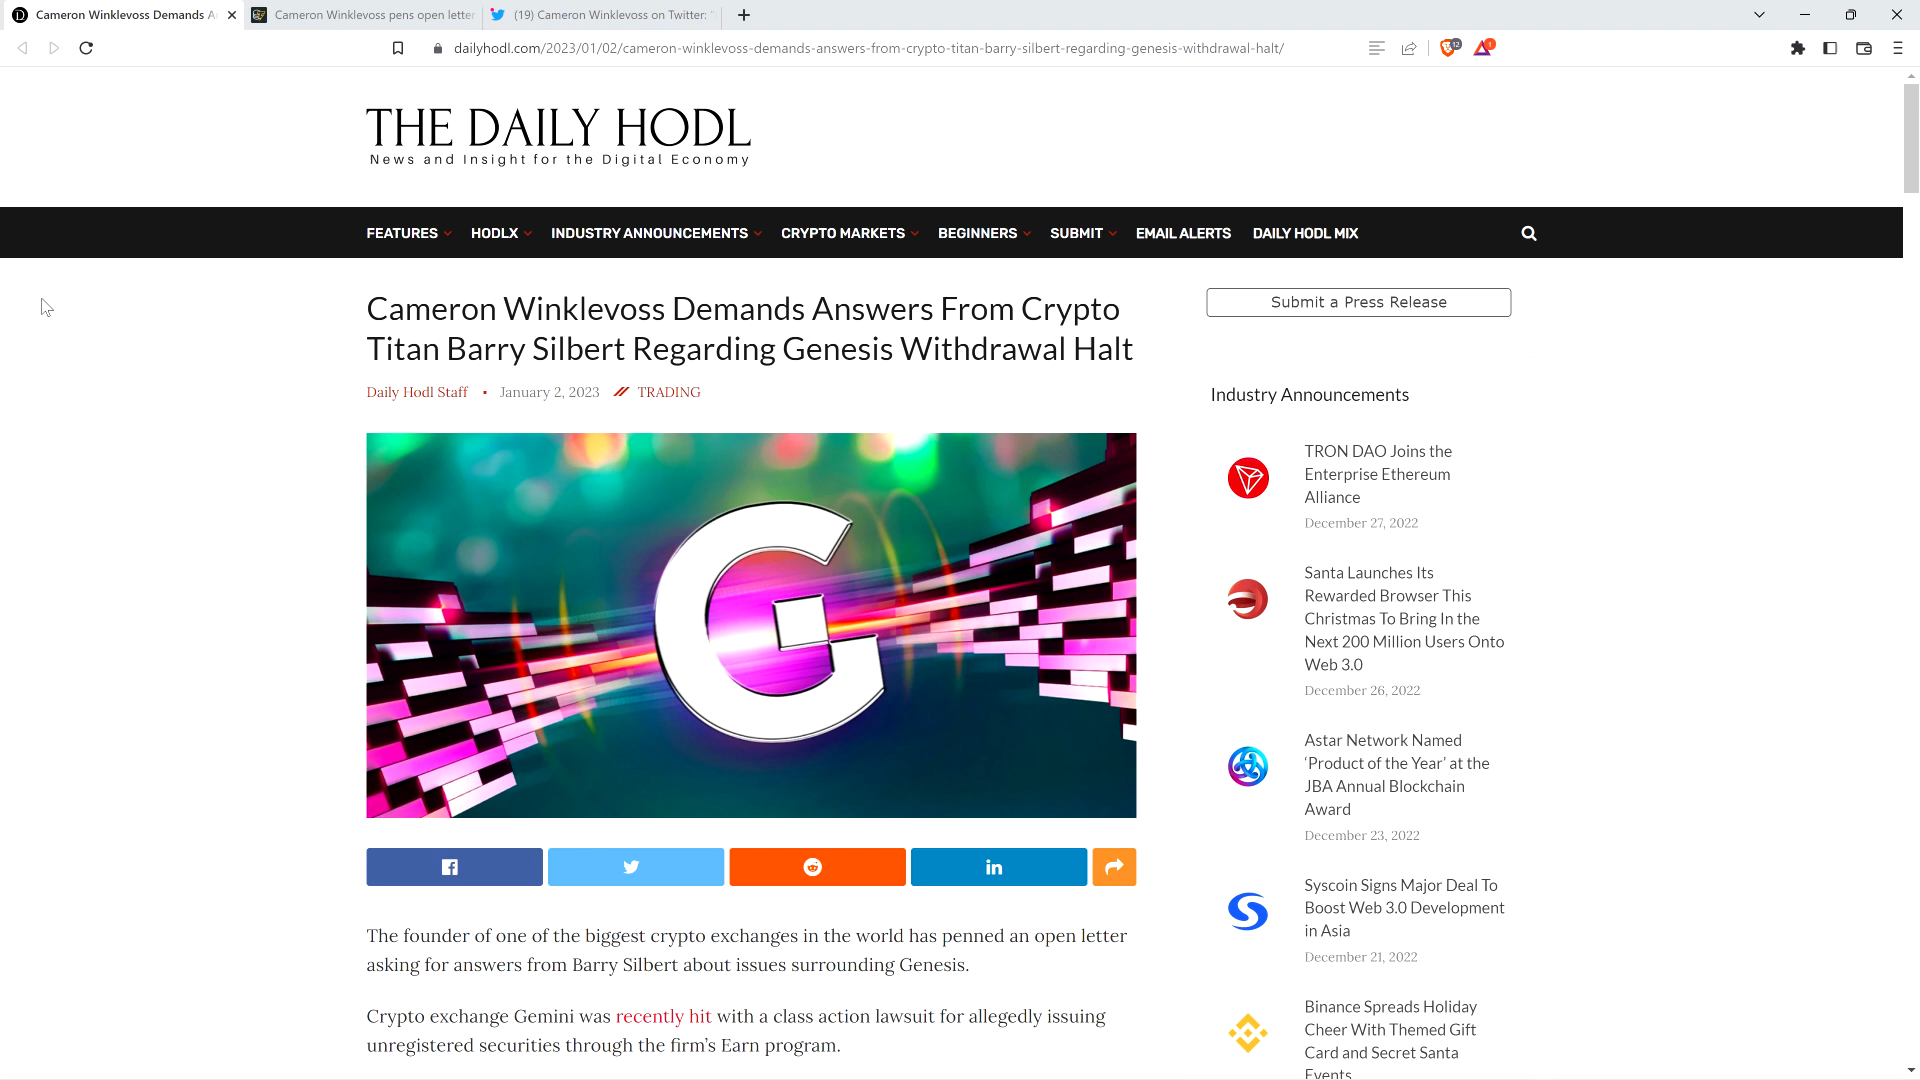 Cameron Winklevoss Demands A
Cameron Winklevoss pens open letter
(19) Cameron Winklevoss on Twitter: "
dailyhodl.com/2023/01/02/cameron-winklevoss-demands-answers-from-crypto-titan-barry-silbert-regarding-genesis-withdrawal-halt/
12
1
THE DAILY HODL
News and Insight for the Digital Economy
FEATURES HODLX INDUSTRY ANNOUNCEMENTS CRYPTO MARKETS BEGINNERS SUBMIT EMAIL ALERTS DAILY HODL MIX
Cameron Winklevoss Demands Answers From Crypto
Titan Barry Silbert Regarding Genesis Withdrawal Halt
Daily Hodl Staff • January 2, 2023 TRADING
G
The founder of one of the biggest crypto exchanges in the world has penned an open letter
asking for answers from Barry Silbert about issues surrounding Genesis.
Crypto exchange Gemini was recently hit with a class action lawsuit for allegedly issuing
unregistered securities through the firm's Earn program.
Submit a Press Release
Industry Announcements
TRON DAO Joins the
Enterprise Ethereum
Alliance
December 27, 2022
Santa Launches Its
Rewarded Browser This
Christmas To Bring In the
Next 200 Million Users Onto
Web 3.0
December 26, 2022
Astar Network Named
‘Product of the Year’ at the
JBA Annual Blockchain
Award
December 23, 2022
Syscoin Signs Major Deal To
Boost Web 3.0 Development
in Asia
December 21, 2022
Binance Spreads Holiday
Cheer With Themed Gift
Card and Secret Santa
Events